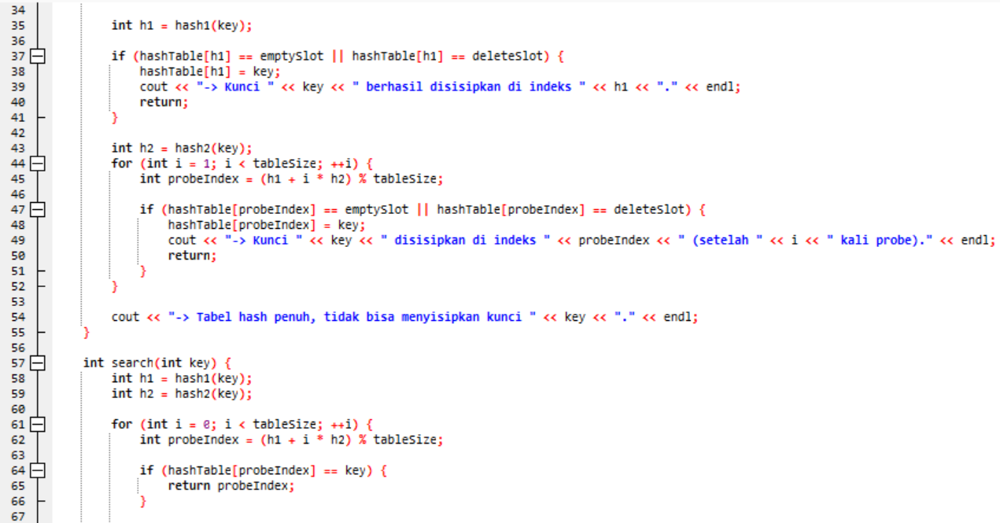 34
35 int h1 = hash1(key);
36
37 if (hashTable[h1] == emptySlot || hashTable[h1] == deleteSlot) {
38 hashTable[h1] = key;
39 cout << "-> Kunci " << key << " berhasil disisipkan di indeks " << h1 << "." << endl;
40 return;
41 }
42
43 int h2 = hash2(key);
44 for (int i = 1; i < tableSize; ++i) {
45 int probeIndex = (h1 + i * h2) % tableSize;
46
47 if (hashTable[probeIndex] == emptySlot || hashTable[probeIndex] == deleteSlot) {
48 hashTable[probeIndex] = key;
49 cout << "-> Kunci " << key << " disisipkan di indeks " << probeIndex << " (setelah " << i << " kali probe)." << endl;
50 return;
51 }
52 }
53
54 cout << "-> Tabel hash penuh, tidak bisa menyisipkan kunci " << key << "." << endl;
55 }
56
57 int search(int key) {
58 int h1 = hash1(key);
59 int h2 = hash2(key);
60
61 for (int i = 0; i < tableSize; ++i) {
62 int probeIndex = (h1 + i * h2) % tableSize;
63
64 if (hashTable[probeIndex] == key) {
65 return probeIndex;
66 }
67